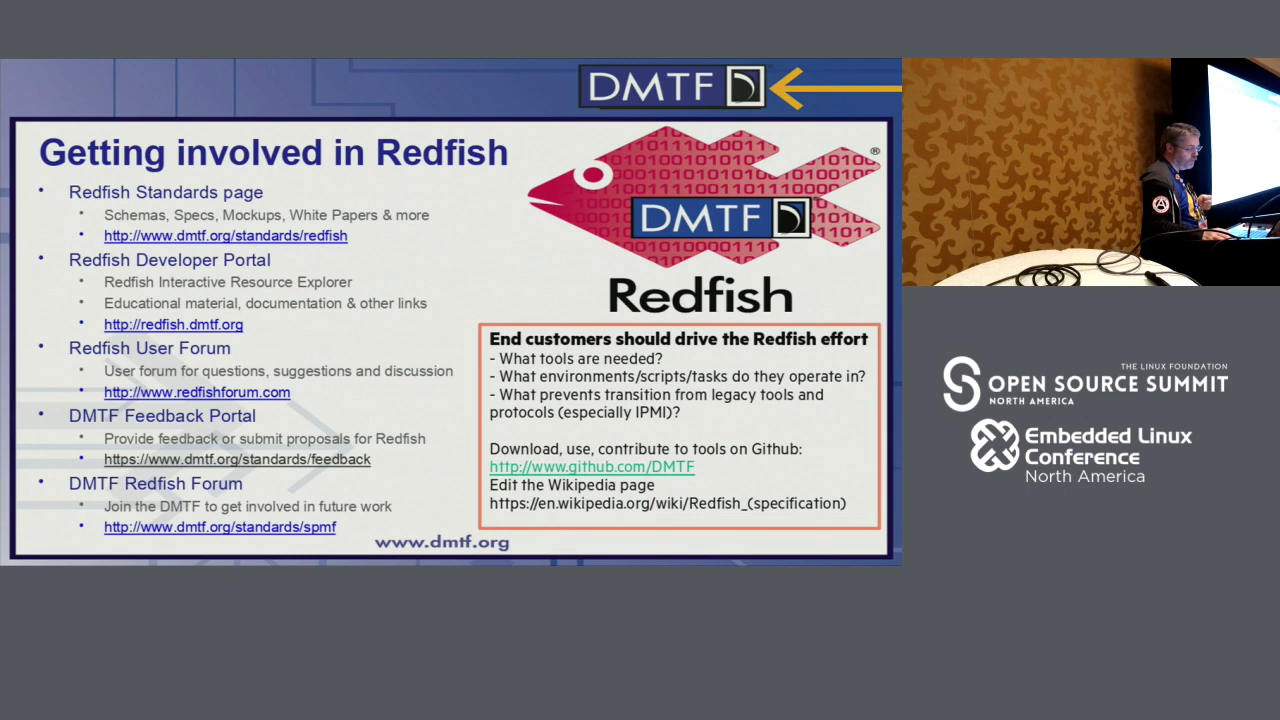 DMTF
Getting involved in Redfish
• Redfish Standards page
• Schemas, Specs, Mockups, White Papers & more
• http://www.dmtf.org/standards/redfish
• Redfish Developer Portal
• Redfish Interactive Resource Explorer
• Educational material, documentation & other links
• http://redfish.dmtf.org
• Redfish User Forum
• User forum for questions, suggestions and discussion
• http://www.redfishforum.com
• DMTF Feedback Portal
• Provide feedback or submit proposals for Redfish
• https://www.dmtf.org/standards/feedback
• DMTF Redfish Forum
• Join the DMTF to get involved in future work
• http://www.dmtf.org/standards/spmf
®
DMTF
Redfish
End customers should drive the Redfish effort
- What tools are needed?
- What environments/scripts/tasks do they operate in?
- What prevents transition from legacy tools and
protocols (especially IPMI)?
Download, use, contribute to tools on Github:
http://www.github.com/DMTF
Edit the Wikipedia page
https://en.wikipedia.org/wiki/Redfish_(specification)
www.dmtf.org
THE LINUX FOUNDATION
OPEN SOURCE SUMMIT
NORTH AMERICA
Embedded Linux
Conference
North America